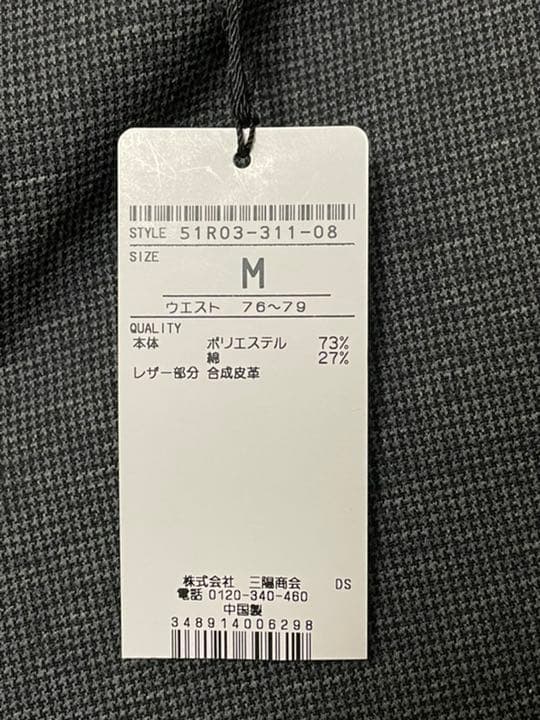 STYLE 51R03-311-08
SIZE
M
ウエスト 76〜79
QUALITY
本体 ポリエステル 73%
綿 27%
レザー部分 合成皮革
株式会社 三陽商会 DS
電話 0120-340-460
中国製
348914006298